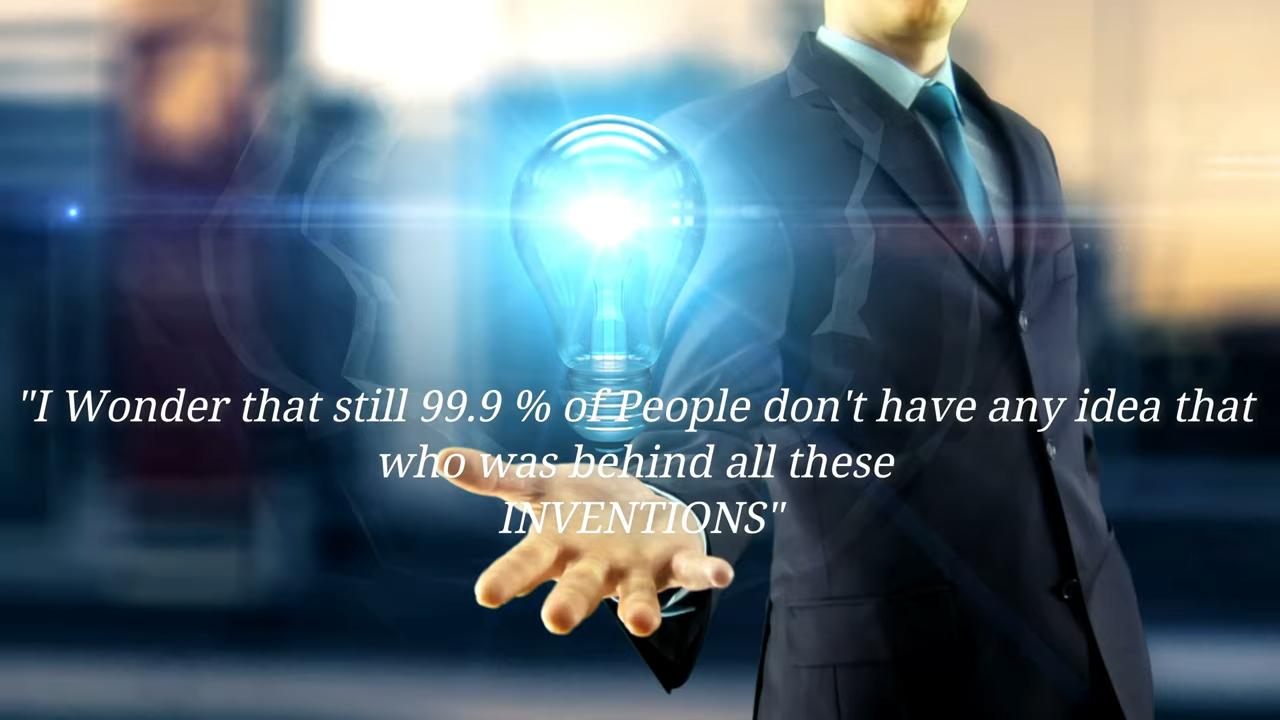 "I Wonder that still 99.9 % of People don't have any idea that
who was behind all these
INVENTIONS"